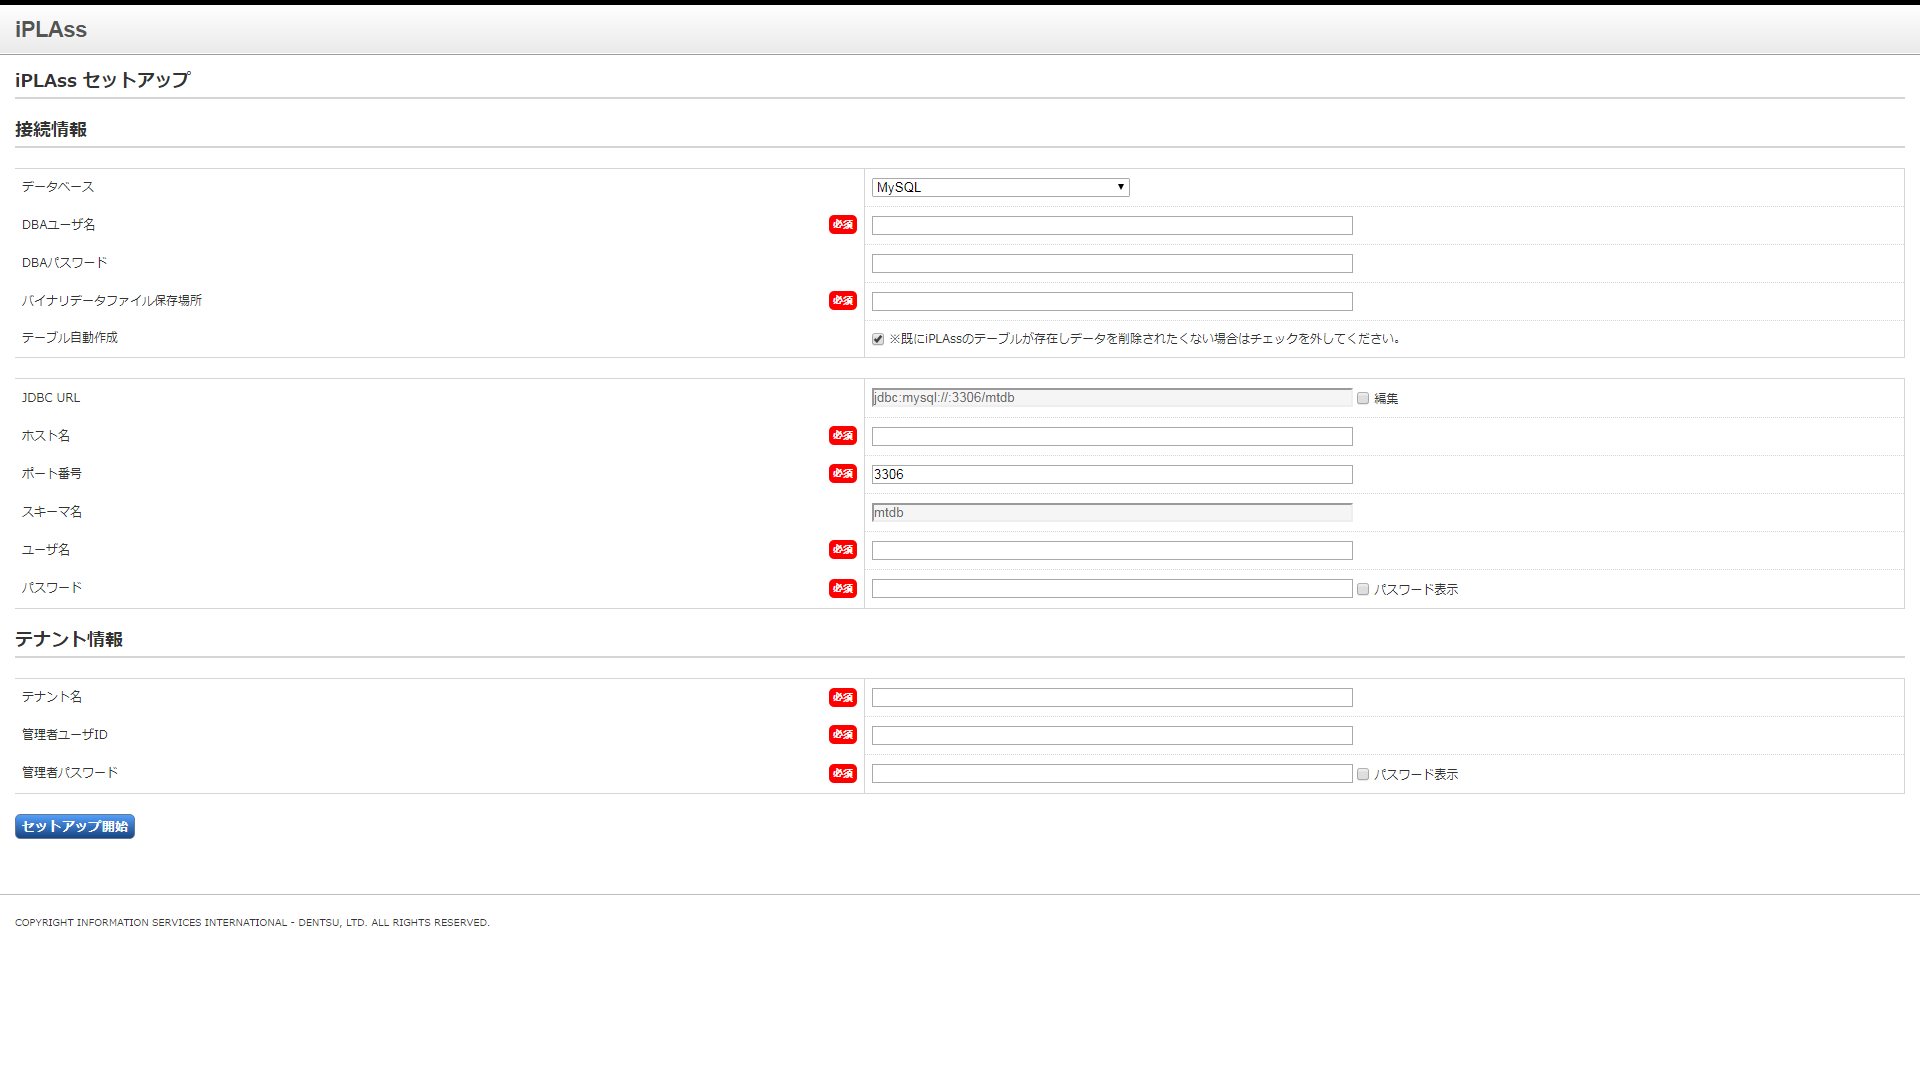 iPLAss
iPLAss セットアップ
接続情報
データベース MySQL
DBAユーザ名 必須
DBAパスワード
バイナリデータファイル保存場所 必須
テーブル自動作成 ※既にiPLAssのテーブルが存在しデータを削除されたくない場合はチェックを外してください。
JDBC URL jdbc:mysql://:3306/mtdb 編集
ホスト名 必須
ポート番号 必須 3306
スキーマ名 mtdb
ユーザ名 必須
パスワード 必須 パスワード表示
テナント情報
テナント名 必須
管理者ユーザID 必須
管理者パスワード 必須 パスワード表示
セットアップ開始
COPYRIGHT INFORMATION SERVICES INTERNATIONAL - DENTSU, LTD. ALL RIGHTS RESERVED.